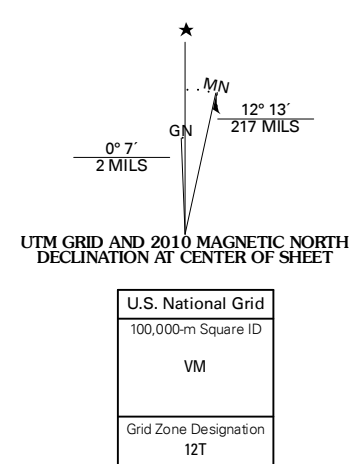 MN
GN
12° 13´
217 MILS
0° 7´
2 MILS
UTM GRID AND 2010 MAGNETIC NORTH
DECLINATION AT CENTER OF SHEET
U.S. National Grid
100,000-m Square ID
VM
Grid Zone Designation
12T